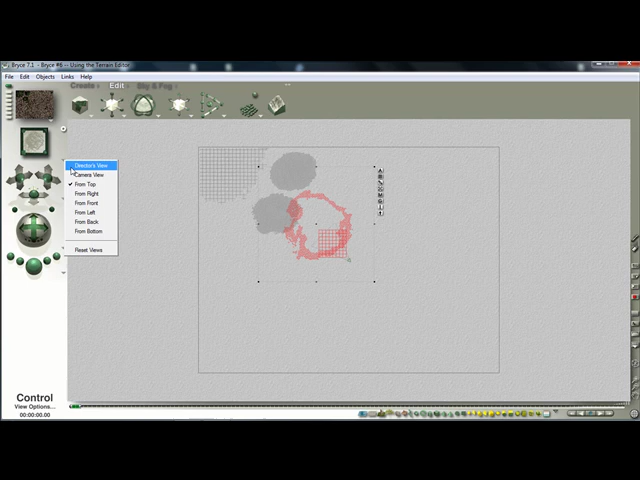 Bryce 7.1 - Bryce #6 -- Using the Terrain Editor
File Edit Objects Links Help
Create Edit Sky & Fog
Director's View
Camera View
From Top
From Right
From Front
From Left
From Back
From Bottom
Reset Views
A
B
M
G
Control
View Options...
00:00:00.00